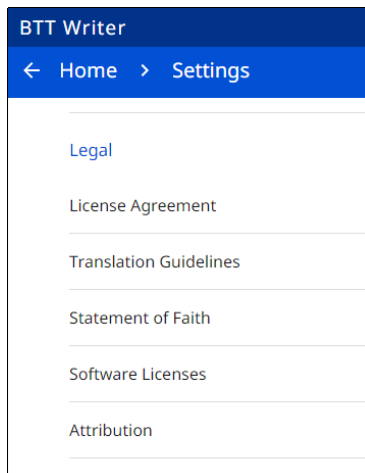 BTT Writer
← Home > Settings
Legal
License Agreement
Translation Guidelines
Statement of Faith
Software Licenses
Attribution